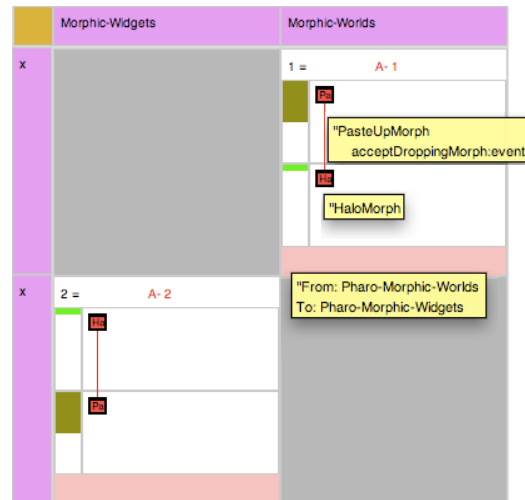 Morphic-Widgets Morphic-Worlds
x 1 = A- 1
Pa
"PasteUpMorph
acceptDroppingMorph:event
Ha
"HaloMorph
x 2 = A- 2
"From: Pharo-Morphic-Worlds
To: Pharo-Morphic-Widgets
Ha
Pa